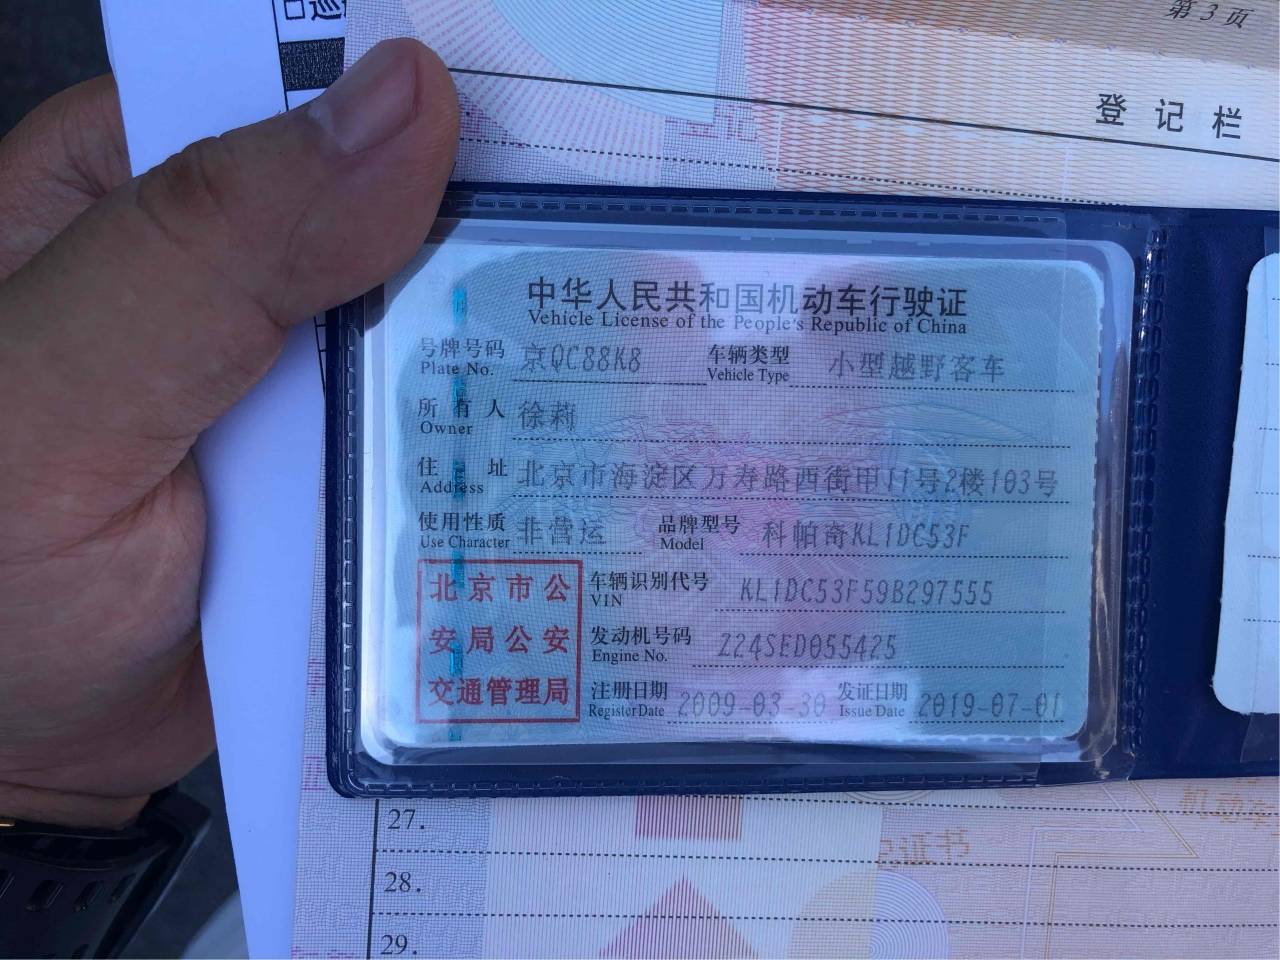 第3页
登记栏
中华人民共和国机动车行驶证
Vehicle License of the People's Republic of China
号牌号码 京QC88K8 车辆类型 小型越野客车
Plate No. Vehicle Type
所有人 徐莉
Owner
住址 北京市海淀区万寿路西街甲11号2楼103号
Address
使用性质 非营运 品牌型号 科帕奇KL1DC53F
Use Character Model
北京市公
安局公安
交通管理局
车辆识别代号 KL1DC53F59B297555
VIN
发动机号码 Z24SED055425
Engine No.
注册日期 2009-03-30 发证日期 2019-07-01
Register Date Issue Date
27.
28.
29.
证书
机动车